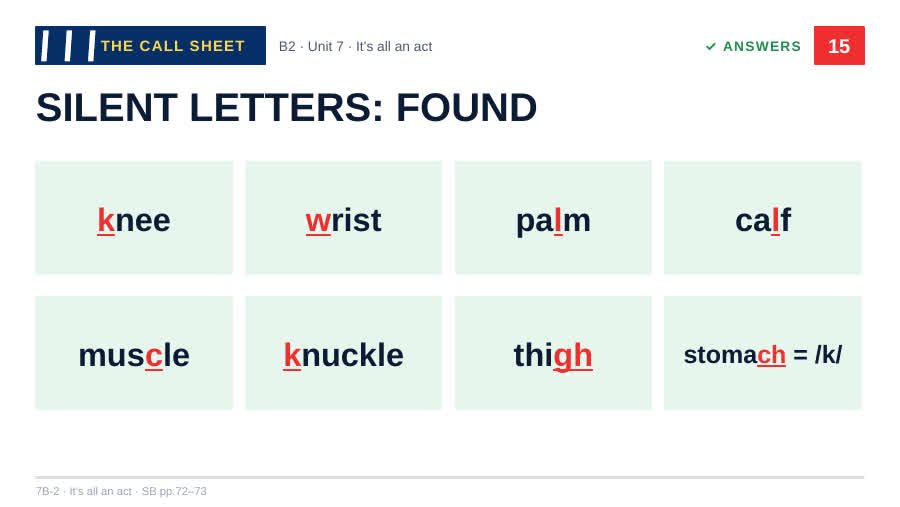 THE CALL SHEET B2 · Unit 7 · It's all an act ✓ ANSWERS 15
SILENT LETTERS: FOUND
knee wrist palm calf
muscle knuckle thigh stomach = /k/
7B-2 · It's all an act · SB pp.72–73